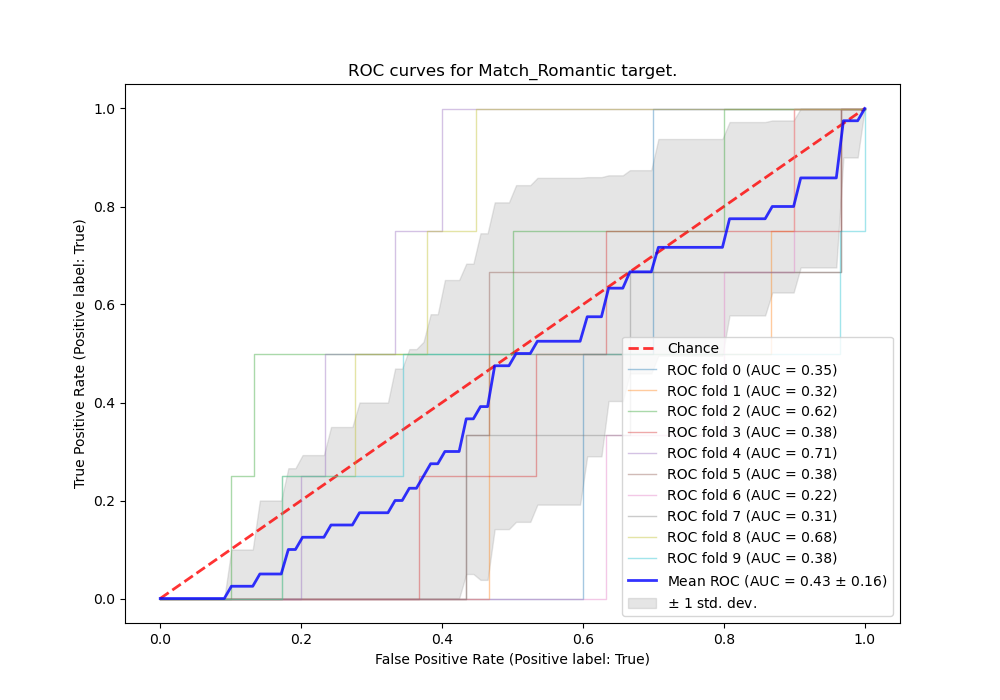 ROC curves for Match_Romantic target.
True Positive Rate (Positive label: True)
1.0
0.8
0.6
0.4
0.2
0.0
Chance
ROC fold 0 (AUC = 0.35)
ROC fold 1 (AUC = 0.32)
ROC fold 2 (AUC = 0.62)
ROC fold 3 (AUC = 0.38)
ROC fold 4 (AUC = 0.71)
ROC fold 5 (AUC = 0.38)
ROC fold 6 (AUC = 0.22)
ROC fold 7 (AUC = 0.31)
ROC fold 8 (AUC = 0.68)
ROC fold 9 (AUC = 0.38)
Mean ROC (AUC = 0.43 ± 0.16)
± 1 std. dev.
0.0 0.2 0.4 0.6 0.8 1.0
False Positive Rate (Positive label: True)